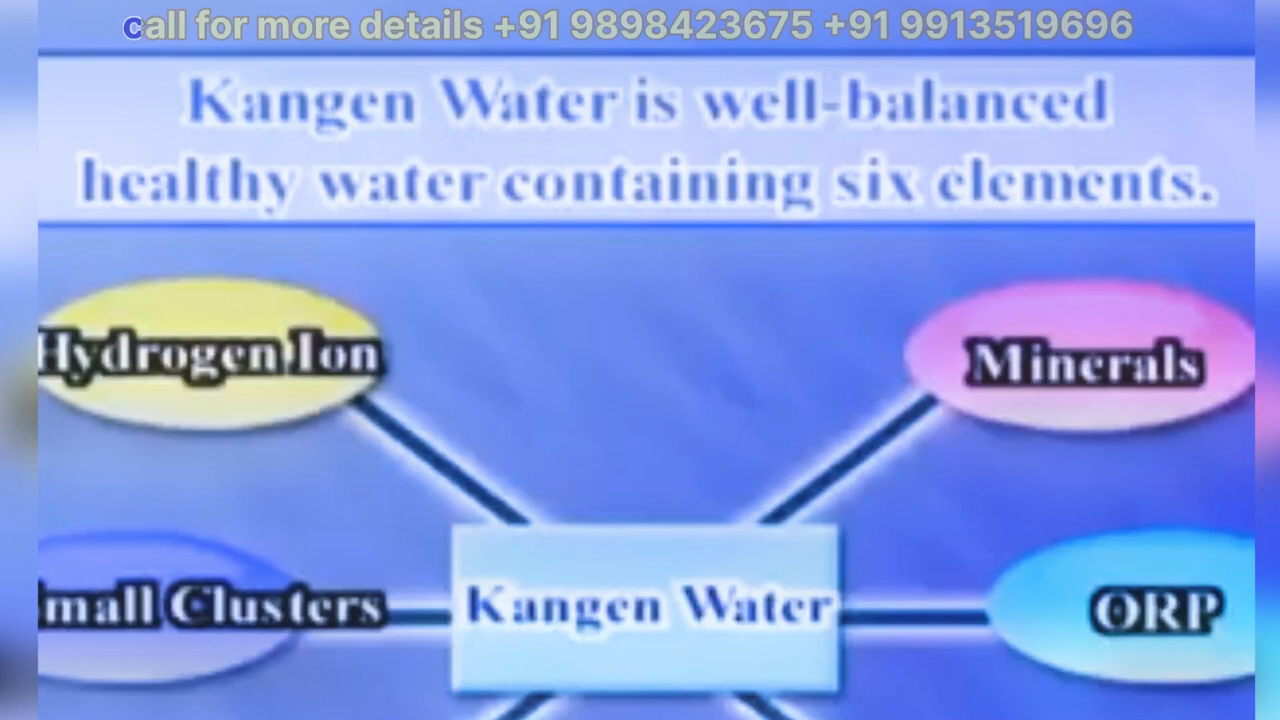 call for more details +91 9898423675 +91 9913519696
Kangen Water is well-balanced
healthy water containing six elements.
Hydrogen Ion
Minerals
mall Clusters
Kangen Water
ORP